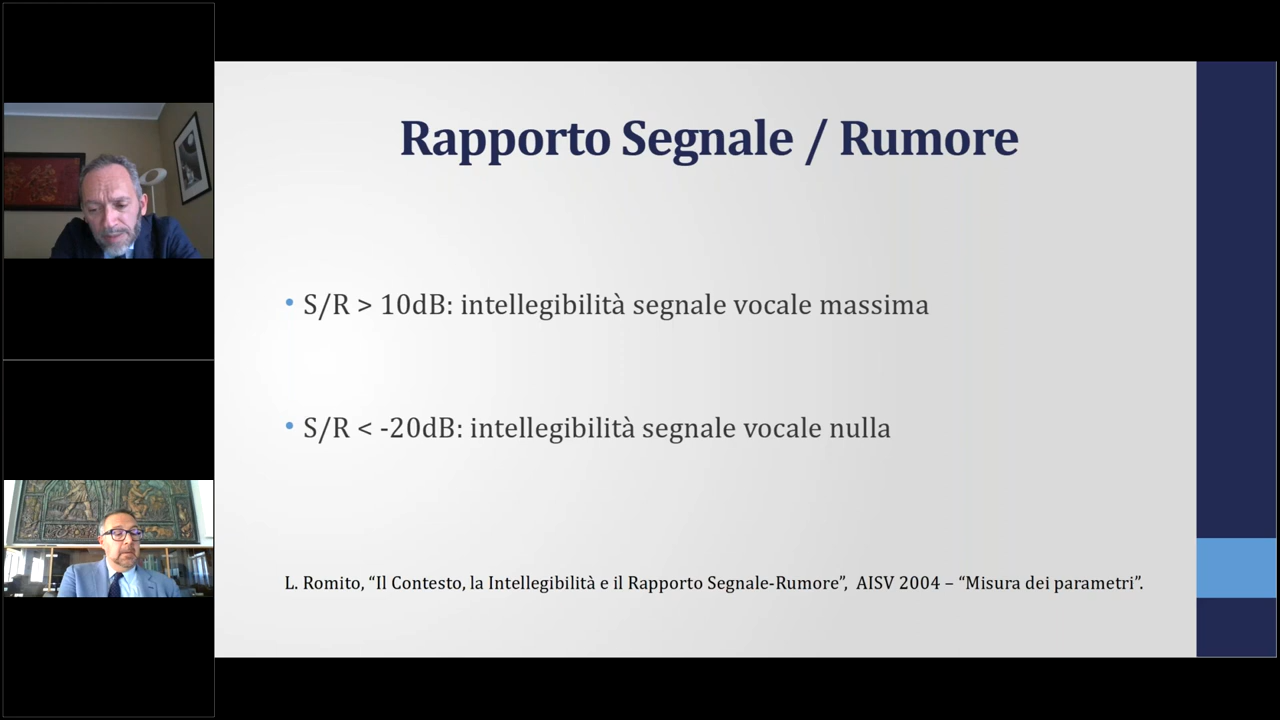 Rapporto Segnale / Rumore
• S/R > 10dB: intellegibilità segnale vocale massima
• S/R < -20dB: intellegibilità segnale vocale nulla
L. Romito, “Il Contesto, la Intellegibilità e il Rapporto Segnale-Rumore”, AISV 2004 – “Misura dei parametri”.